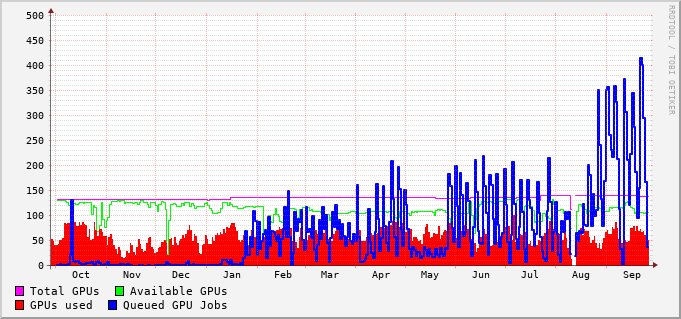 500
450
400
350
300
250
200
150
100
50
0
Oct Nov Dec Jan Feb Mar Apr May Jun Jul Aug Sep
Total GPUs Available GPUs
GPUs used Queued GPU Jobs
RRDTOOL / TOBI OETIKER